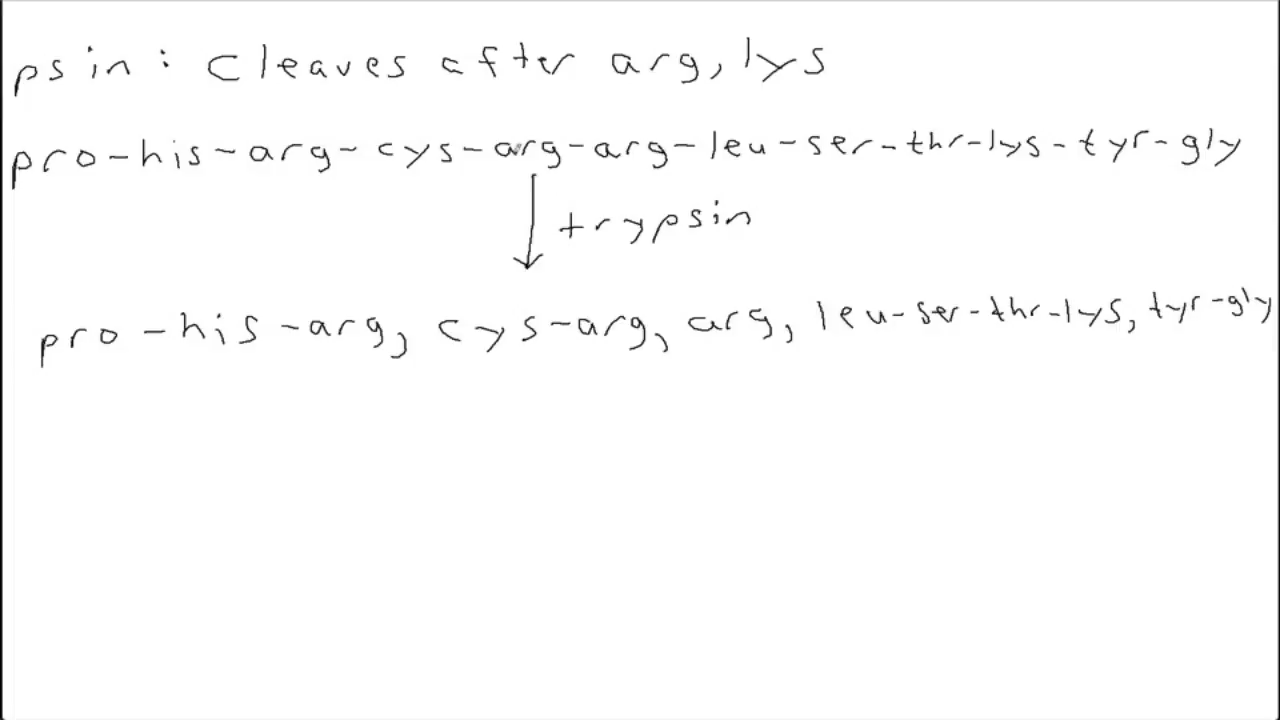 psin: cleaves after arg, lys
pro-his-arg-cys-arg-arg-leu-ser-thr-lys-tyr-gly
trypsin
pro-his-arg, cys-arg, arg, leu-ser-thr-lys, tyr-gly